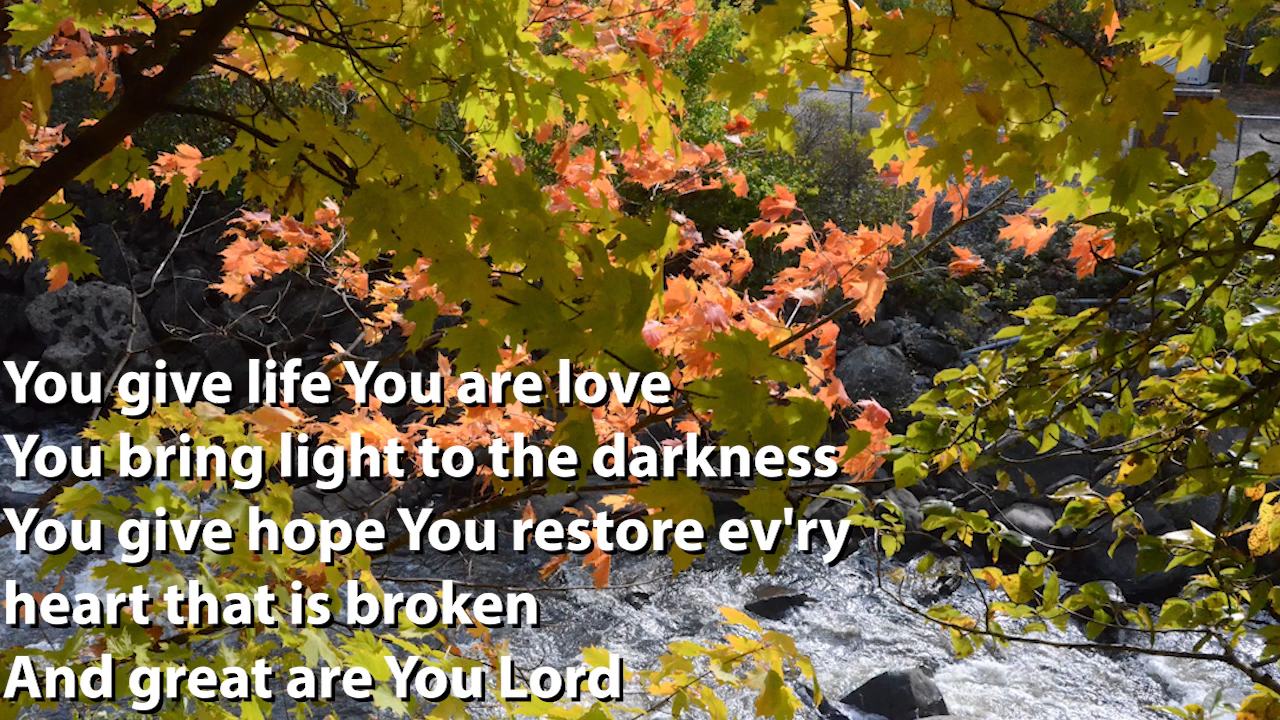 You give life You are love
You bring light to the darkness
You give hope You restore ev'ry
heart that is broken
And great are You Lord